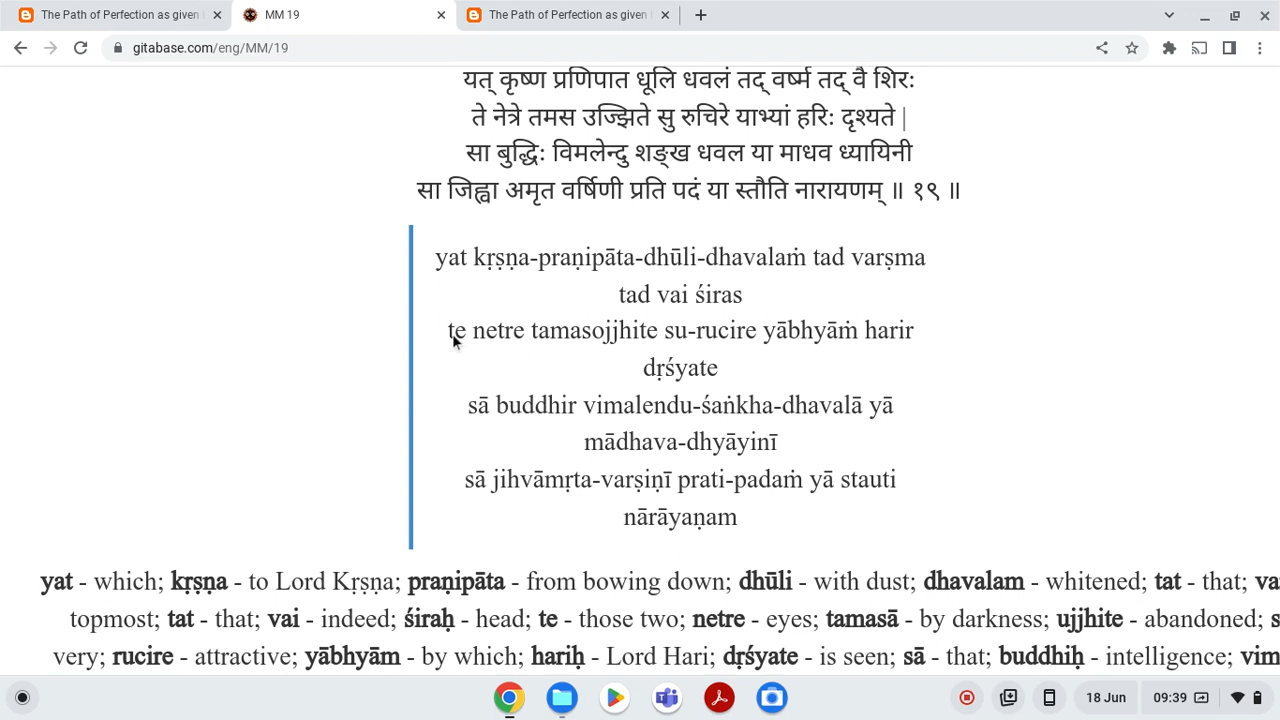 The Path of Perfection as given
MM 19
The Path of Perfection as given
gitabase.com/eng/MM/19
यत् कृष्ण प्रणिपात धूलि धवलं तद् वर्ष्म तद् वै शिरः
ते नेत्रे तमस उज्झिते सु रुचिरे याभ्यां हरिः दृश्यते |
सा बुद्धिः विमलेन्दु शङ्ख धवल या माधव ध्यायिनी
सा जिह्वा अमृत वर्षिणी प्रति पदं या स्तौति नारायणम् ॥ १९ ॥
yat kṛṣṇa-praṇipāta-dhūli-dhavalaṁ tad varṣma
tad vai śiras
te netre tamasojjhite su-rucire yābhyāṁ harir
dṛśyate
sā buddhir vimalendu-śaṅkha-dhavalā yā
mādhava-dhyāyinī
sā jihvāmṛta-varṣiṇī prati-padaṁ yā stauti
nārāyaṇam
yat - which; kṛṣṇa - to Lord Kṛṣṇa; praṇipāta - from bowing down; dhūli - with dust; dhavalam - whitened; tat - that; va
topmost; tat - that; vai - indeed; śiraḥ - head; te - those two; netre - eyes; tamasā - by darkness; ujjhite - abandoned; s
very; rucire - attractive; yābhyām - by which; hariḥ - Lord Hari; dṛśyate - is seen; sā - that; buddhiḥ - intelligence; vim
18 Jun 09:39